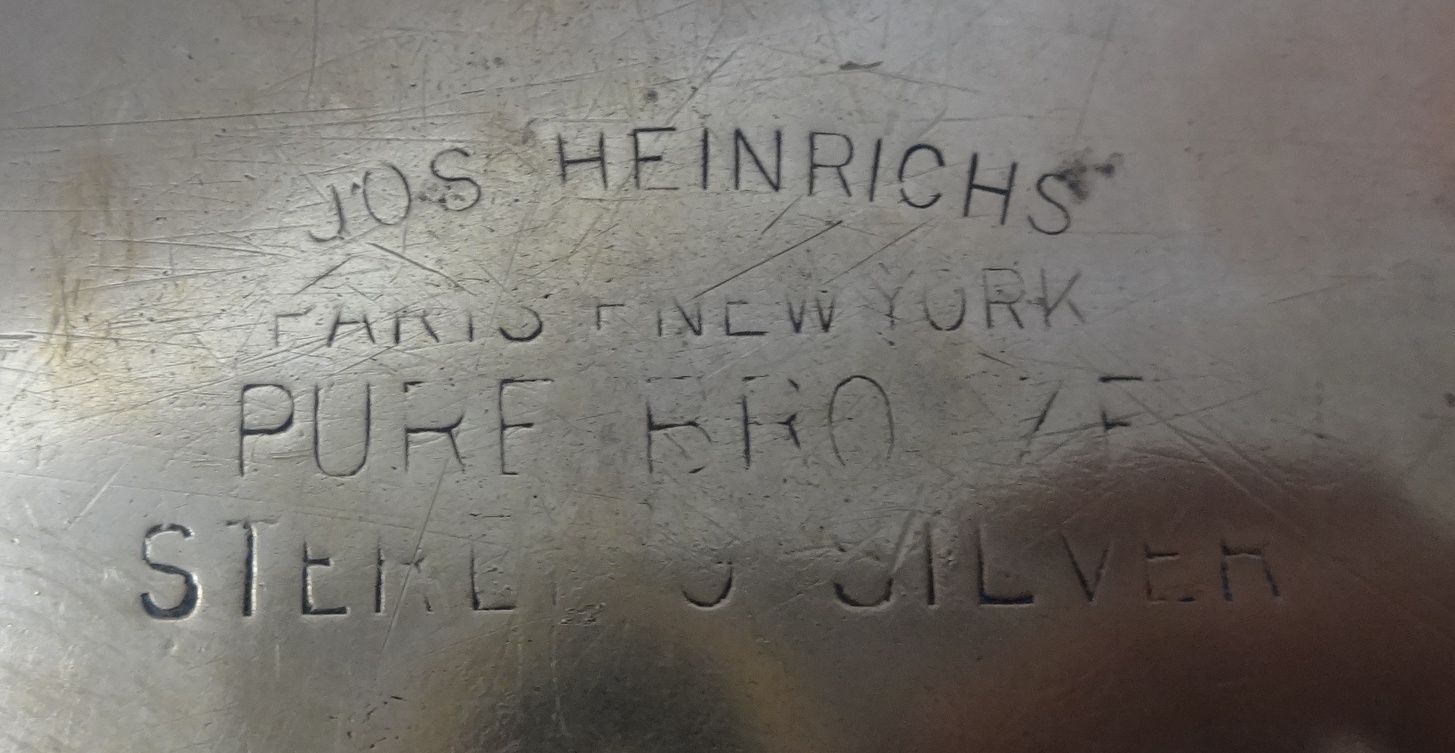 JOS HEINRICHS
PARIS + NEW YORK
PURE BRONZE
STERLING SILVER